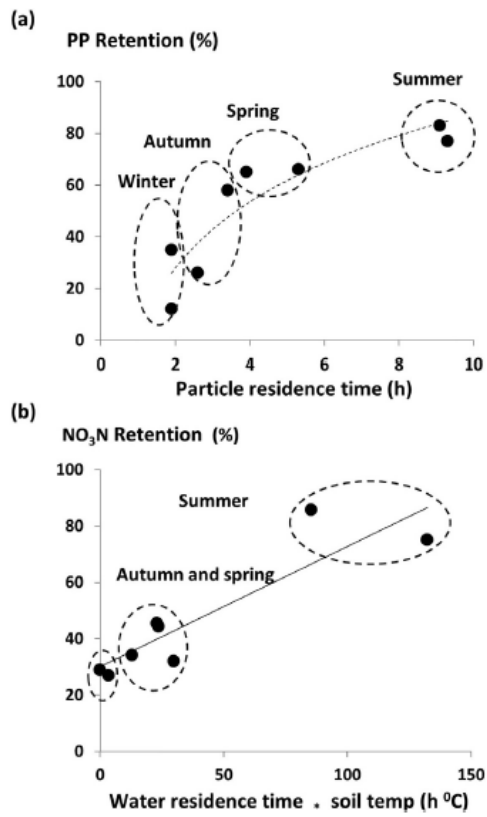 (a)
PP Retention (%)
100
80
60
40
20
0
Winter
Autumn
Spring
Summer
0 2 4 6 8 10
Particle residence time (h)
(b)
NO₃N Retention (%)
100
80
60
40
20
0
Summer
Autumn and spring
0 50 100 150
Water residence time * soil temp (h ⁰C)